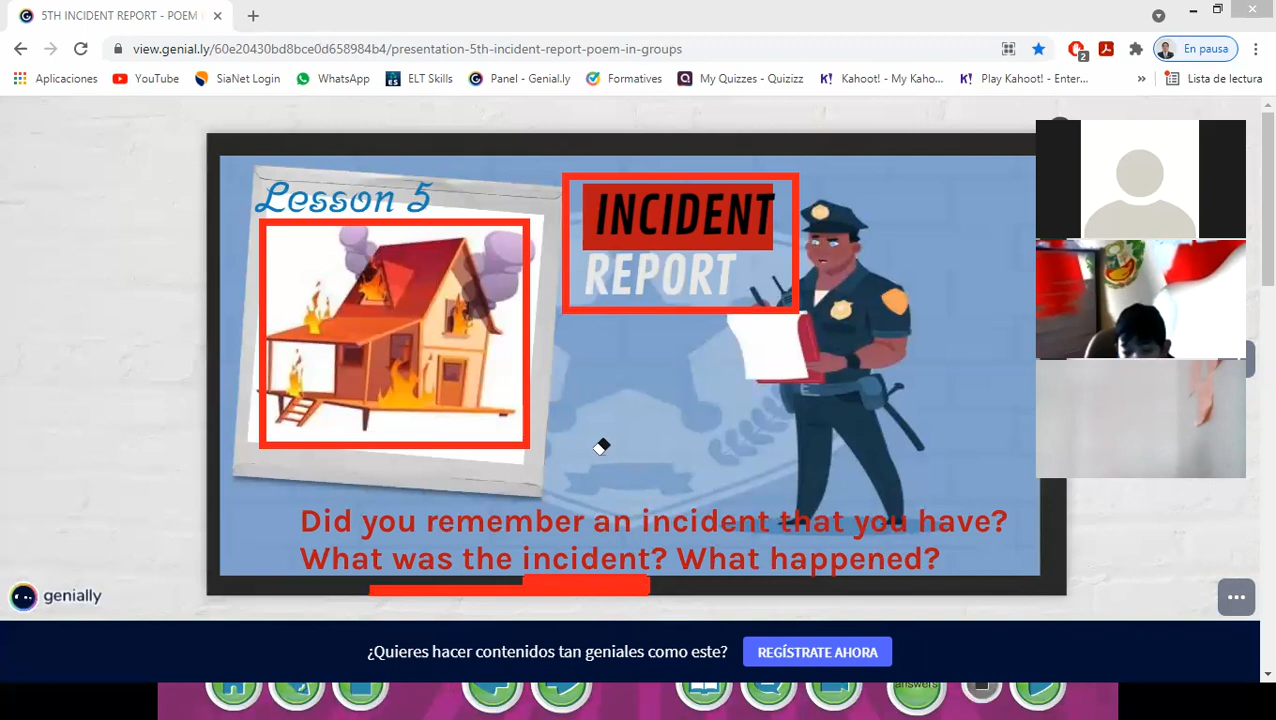 5TH INCIDENT REPORT - POEM I
view.genial.ly/60e20430bd8bce0d658984b4/presentation-5th-incident-report-poem-in-groups
2
En pausa
Aplicaciones
YouTube
SiaNet Login
WhatsApp
ELT Skills
Panel - Genial.ly
Formatives
My Quizzes - Quizizz
Kahoot! - My Kaho...
Play Kahoot! - Enter...
»
Lista de lectura
Lesson 5
INCIDENT
REPORT
Did you remember an incident that you have?
What was the incident? What happened?
genially
¿Quieres hacer contenidos tan geniales como este?
REGÍSTRATE AHORA
answers